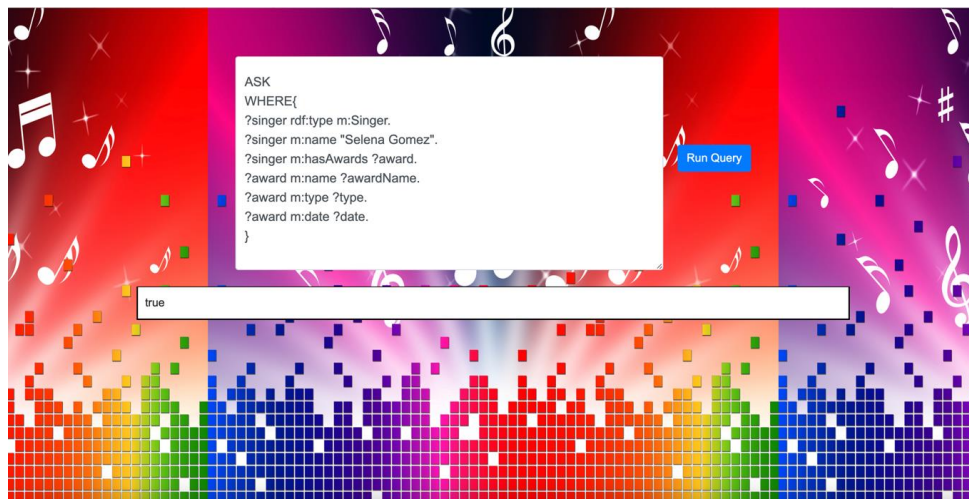 ASK
WHERE{
?singer rdf:type m:Singer.
?singer m:name "Selena Gomez".
?singer m:hasAwards ?award.
?award m:name ?awardName.
?award m:type ?type.
?award m:date ?date.
}
Run Query
true